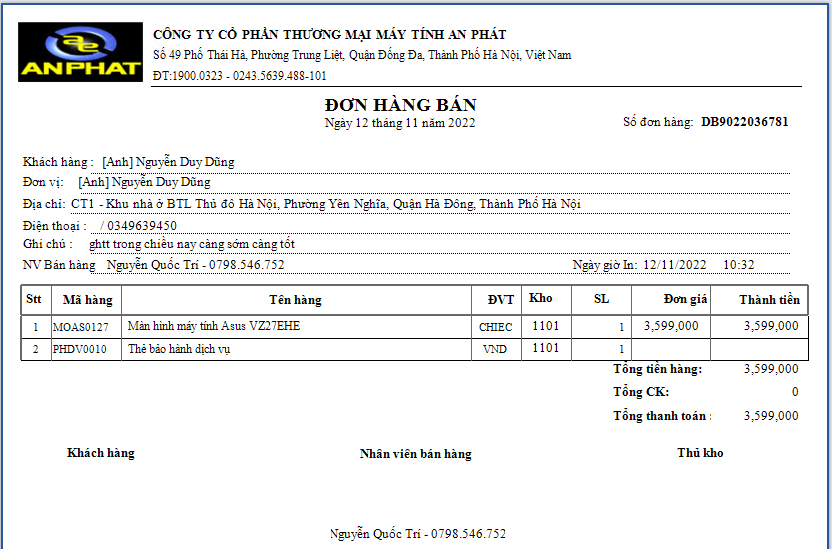 ANPHAT
CÔNG TY CỔ PHẦN THƯƠNG MẠI MÁY TÍNH AN PHÁT
Số 49 Phố Thái Hà, Phường Trung Liệt, Quận Đống Đa, Thành Phố Hà Nội, Việt Nam
ĐT:1900.0323 - 0243.5639.488-101
ĐƠN HÀNG BÁN
Ngày 12 tháng 11 năm 2022
Số đơn hàng: DB9022036781
Khách hàng : [Anh] Nguyễn Duy Dũng
Đơn vị: [Anh] Nguyễn Duy Dũng
Địa chỉ: CT1 - Khu nhà ở BTL Thủ đô Hà Nội, Phường Yên Nghĩa, Quận Hà Đông, Thành Phố Hà Nội
Điện thoại : / 0349639450
Ghi chú : ghtt trong chiều nay càng sớm càng tốt
NV Bán hàng Nguyễn Quốc Trí - 0798.546.752 Ngày giờ In: 12/11/2022 10:32
Stt Mã hàng Tên hàng ĐVT Kho SL Đơn giá Thành tiền
1 MOAS0127 Màn hình máy tính Asus VZ27EHE CHIEC 1101 1 3,599,000 3,599,000
2 PHDV0010 Thẻ bảo hành dịch vụ VND 1101 1
Tổng tiền hàng: 3,599,000
Tổng CK: 0
Tổng thanh toán : 3,599,000
Khách hàng Nhân viên bán hàng Thủ kho
Nguyễn Quốc Trí - 0798.546.752